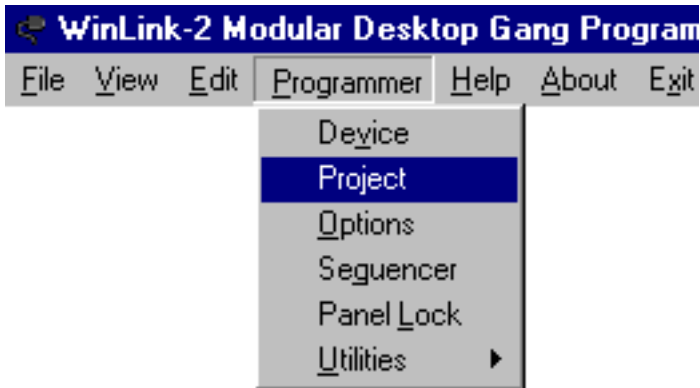 WinLink-2 Modular Desktop Gang Program
File View Edit Programmer Help About Exit
Device
Project
Options
Seguencer
Panel Lock
Utilities